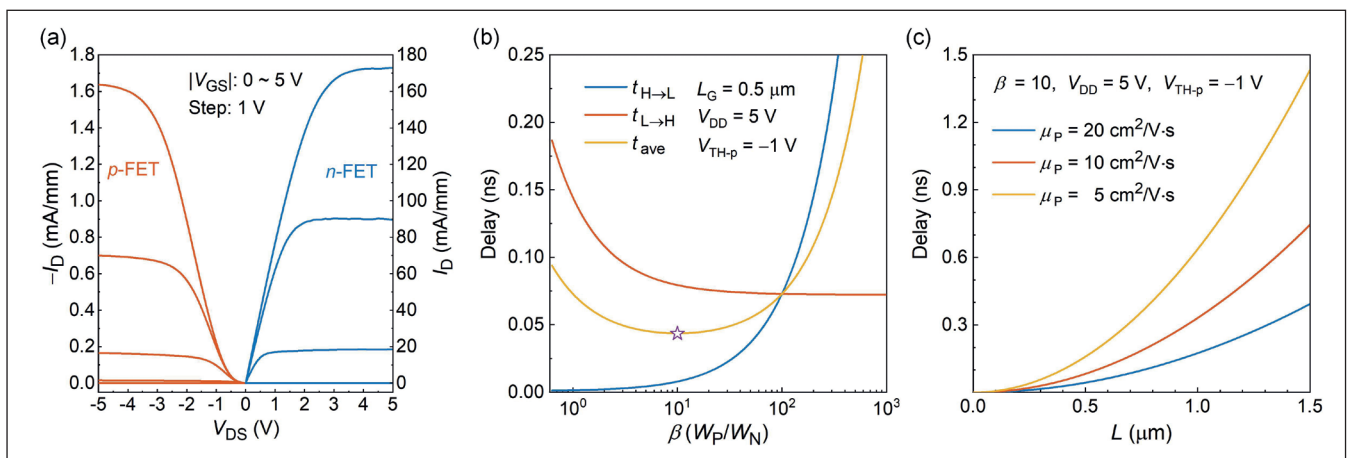 (a)
1.8
1.6
1.4
1.2
1.0
0.8
0.6
0.4
0.2
0.0
−I_D (mA/mm)
|V_GS|: 0 ~ 5 V
Step: 1 V
p-FET
n-FET
180
160
140
120
100
80
60
40
20
0
I_D (mA/mm)
-5 -4 -3 -2 -1 0 1 2 3 4 5
V_DS (V)
(b)
0.25
0.20
0.15
0.10
0.05
0.00
Delay (ns)
t_H→L L_G = 0.5 μm
t_L→H V_DD = 5 V
t_ave V_TH-p = −1 V
10^0 10^1 10^2 10^3
β (W_P/W_N)
(c)
1.5
1.2
0.9
0.6
0.3
Delay (ns)
β = 10, V_DD = 5 V, V_TH-p = −1 V
μ_P = 20 cm²/V·s
μ_P = 10 cm²/V·s
μ_P = 5 cm²/V·s
0.0 0.5 1.0 1.5
L (μm)